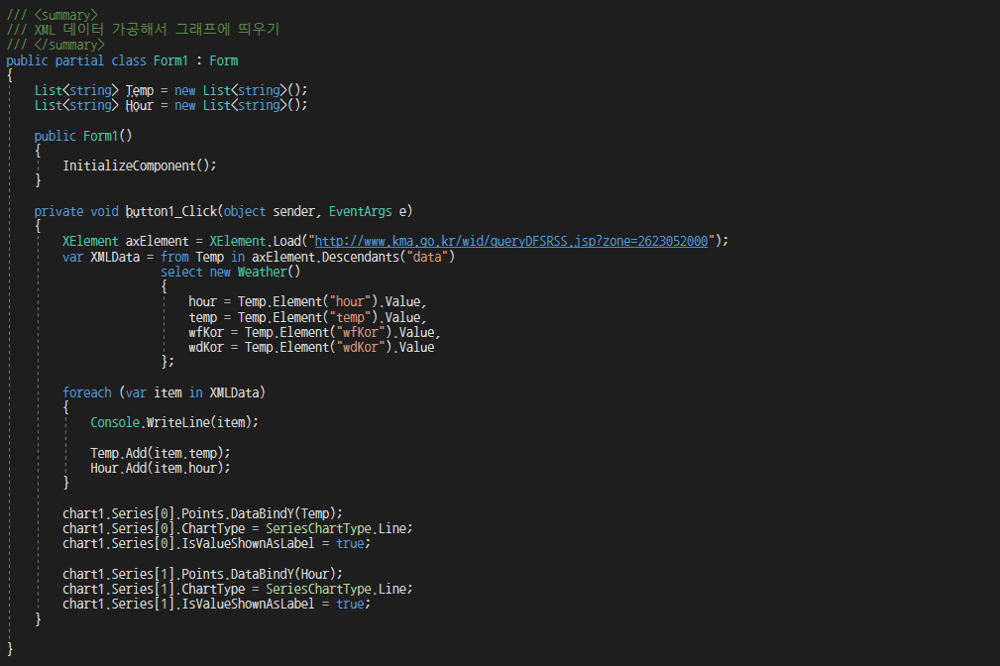 /// <summary>
/// XML 데이터 가공해서 그래프에 띄우기
/// </summary>
public partial class Form1 : Form
{
    List<string> Temp = new List<string>();
    List<string> Hour = new List<string>();

    public Form1()
    {
        InitializeComponent();
    }

    private void button1_Click(object sender, EventArgs e)
    {
        XElement axElement = XElement.Load("http://www.kma.go.kr/wid/queryDFSRSS.jsp?zone=2623052000");
        var XMLData = from Temp in axElement.Descendants("data")
                      select new Weather()
                      {
                          hour = Temp.Element("hour").Value,
                          temp = Temp.Element("temp").Value,
                          wfKor = Temp.Element("wfKor").Value,
                          wdKor = Temp.Element("wdKor").Value
                      };

        foreach (var item in XMLData)
        {
            Console.WriteLine(item);

            Temp.Add(item.temp);
            Hour.Add(item.hour);
        }

        chart1.Series[0].Points.DataBindY(Temp);
        chart1.Series[0].ChartType = SeriesChartType.Line;
        chart1.Series[0].IsValueShownAsLabel = true;

        chart1.Series[1].Points.DataBindY(Hour);
        chart1.Series[1].ChartType = SeriesChartType.Line;
        chart1.Series[1].IsValueShownAsLabel = true;
    }

}